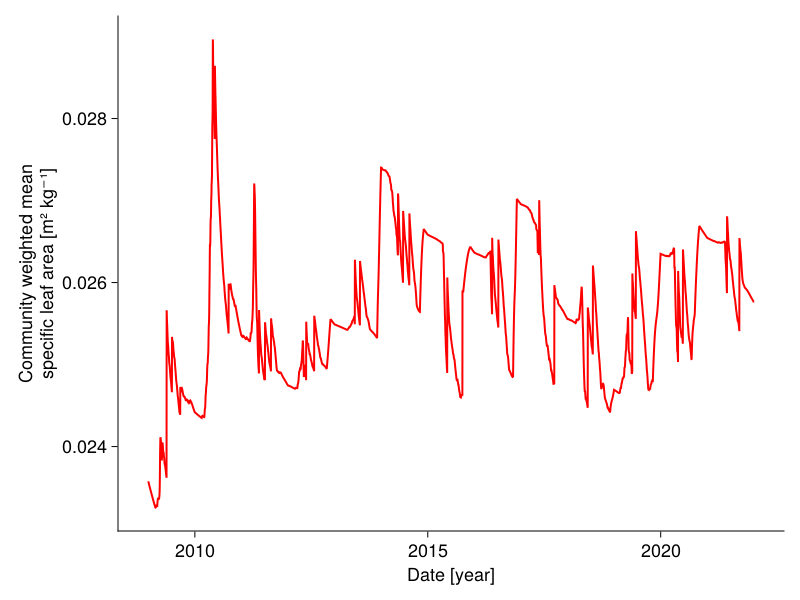 Community weighted mean
specific leaf area [m² kg⁻¹]
0.028
0.026
0.024
2010
2015
2020
Date [year]